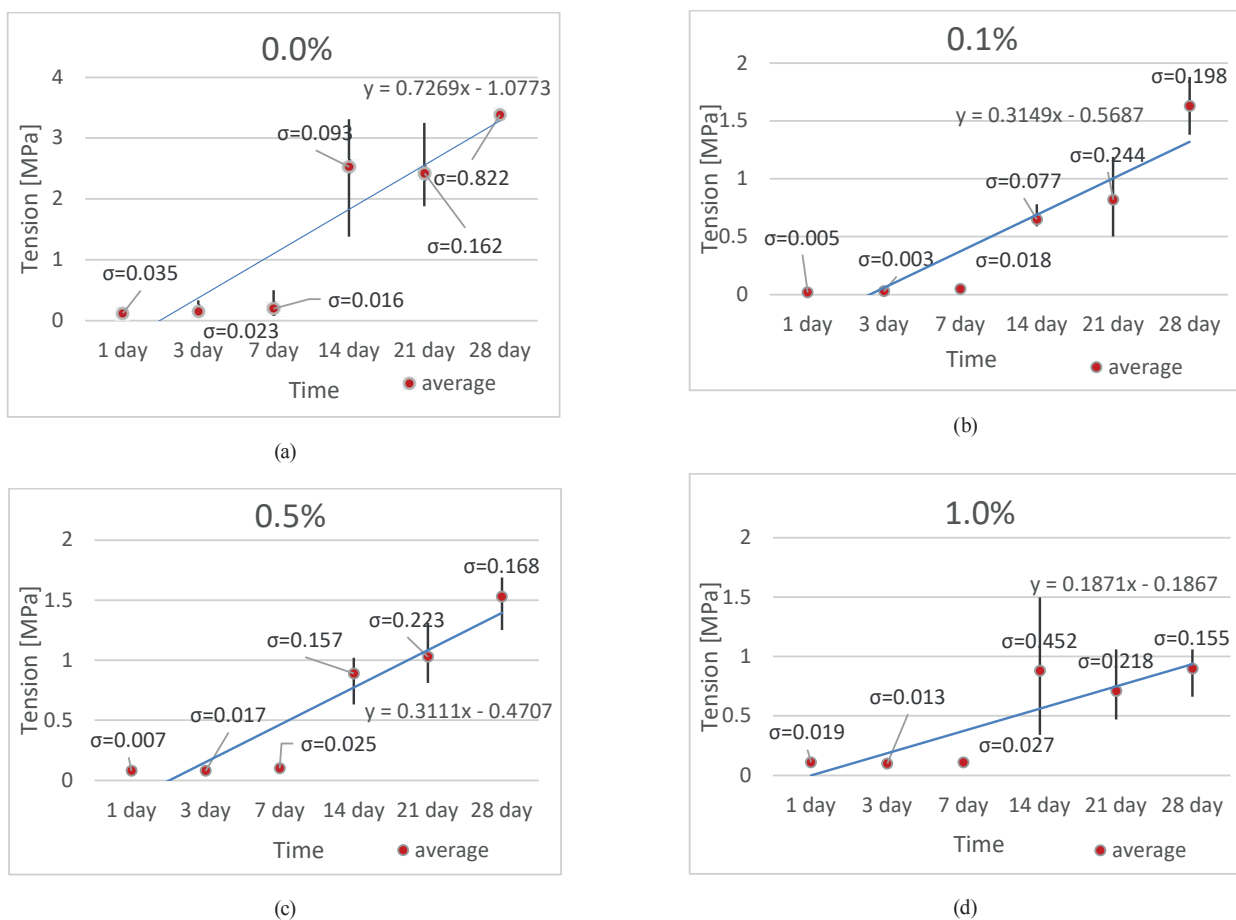 0.0%
Tension [MPa]
4
3
2
1
0
y = 0.7269x - 1.0773
σ=0.093
σ=0.822
σ=0.162
σ=0.035
σ=0.016
σ=0.023
1 day 3 day 7 day 14 day 21 day 28 day
Time
average
(a)
0.1%
Tension [MPa]
2
1.5
1
0.5
0
σ=0.198
y = 0.3149x - 0.5687
σ=0.244
σ=0.077
σ=0.005
σ=0.003
σ=0.018
1 day 3 day 7 day 14 day 21 day 28 day
Time
average
(b)
0.5%
Tension [MPa]
2
1.5
1
0.5
0
σ=0.168
σ=0.223
σ=0.157
y = 0.3111x - 0.4707
σ=0.017
σ=0.007
σ=0.025
1 day 3 day 7 day 14 day 21 day 28 day
Time
average
(c)
1.0%
Tension [MPa]
2
1.5
1
0.5
0
y = 0.1871x - 0.1867
σ=0.452
σ=0.155
σ=0.218
σ=0.013
σ=0.019
σ=0.027
1 day 3 day 7 day 14 day 21 day 28 day
Time
average
(d)